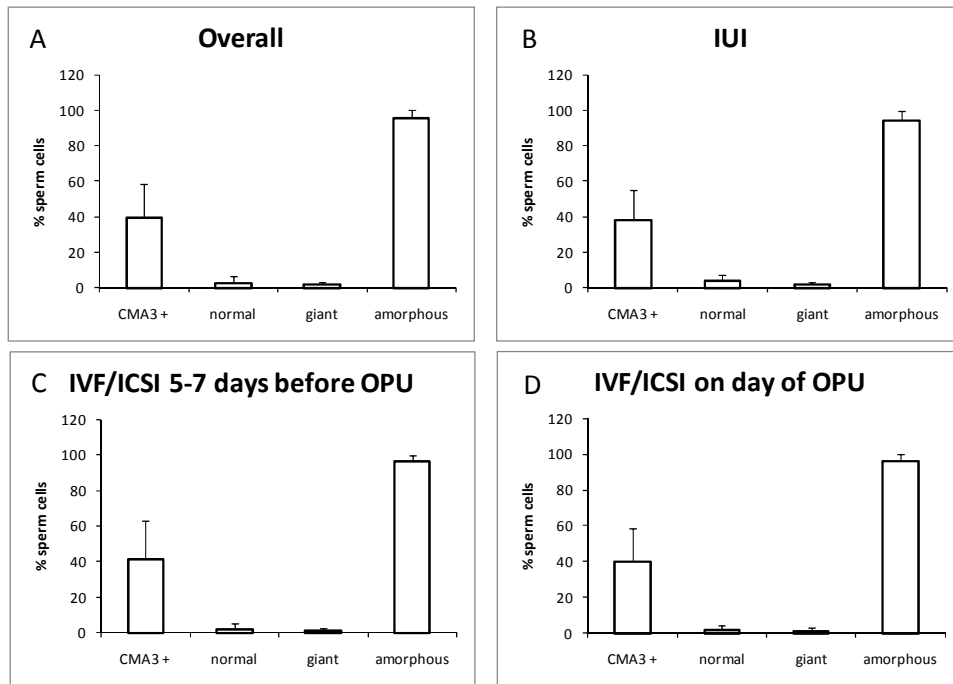 A Overall
% sperm cells
120
100
80
60
40
20
0
CMA3 + normal giant amorphous
B IUI
% sperm cells
120
100
80
60
40
20
0
CMA3 + normal giant amorphous
C IVF/ICSI 5-7 days before OPU
% sperm cells
120
100
80
60
40
20
0
CMA3 + normal giant amorphous
D IVF/ICSI on day of OPU
% sperm cells
120
100
80
60
40
20
0
CMA3 + normal giant amorphous